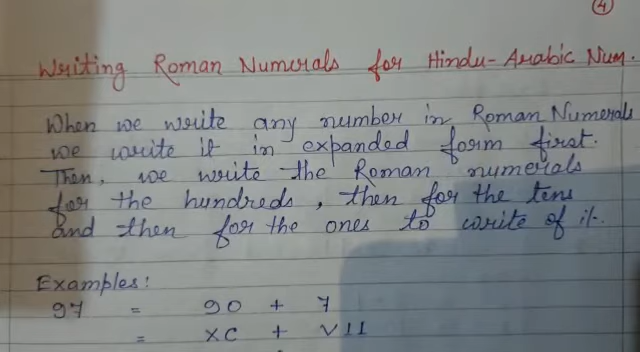 4
Writing Roman Numerals for Hindu-Arabic Num.
When we write any number in Roman Numerals
we write it in expanded form first.
Then, we write the Roman numerals
for the hundreds, then for the tens
and then for the ones to write of it.
Examples:
97 = 90 + 7
= XC + VII